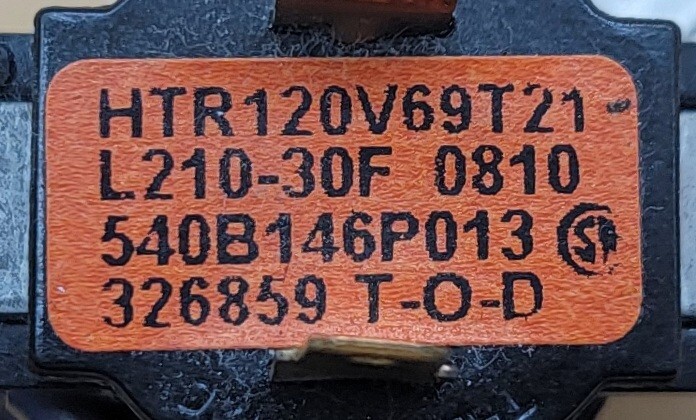 HTR120V69T21
L210-30F 0810
540B146P013
326859 T-O-D